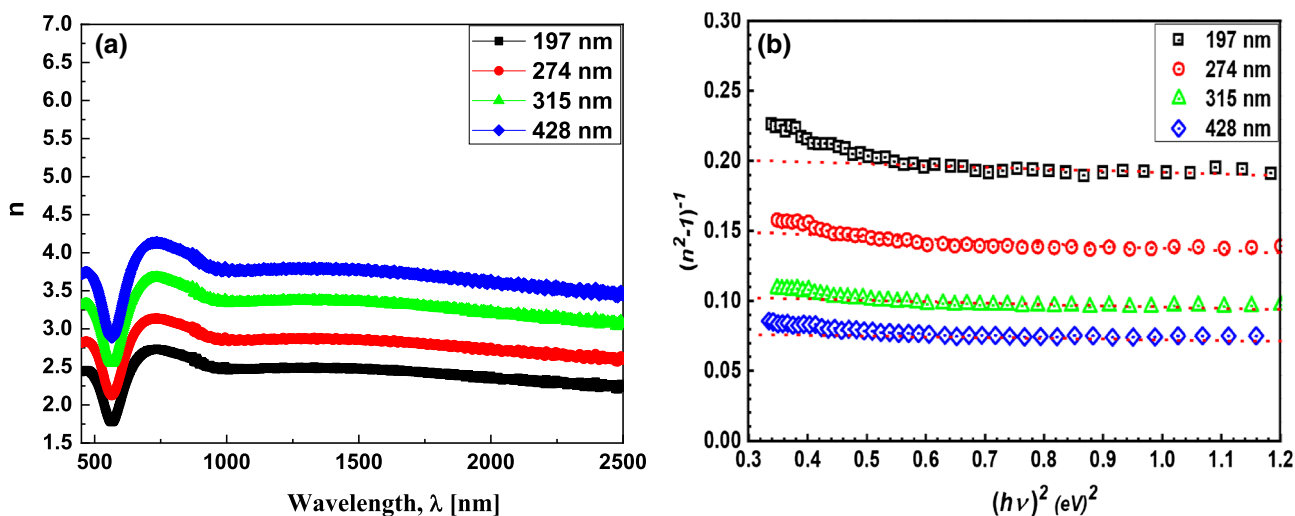 (a)
197 nm
274 nm
315 nm
428 nm
n
7.0
6.5
6.0
5.5
5.0
4.5
4.0
3.5
3.0
2.5
2.0
1.5
500 1000 1500 2000 2500
Wavelength, λ [nm]
(b)
197 nm
274 nm
315 nm
428 nm
(n²-1)⁻¹
0.30
0.25
0.20
0.15
0.10
0.05
0.00
0.3 0.4 0.5 0.6 0.7 0.8 0.9 1.0 1.1 1.2
(hν)² (eV)²